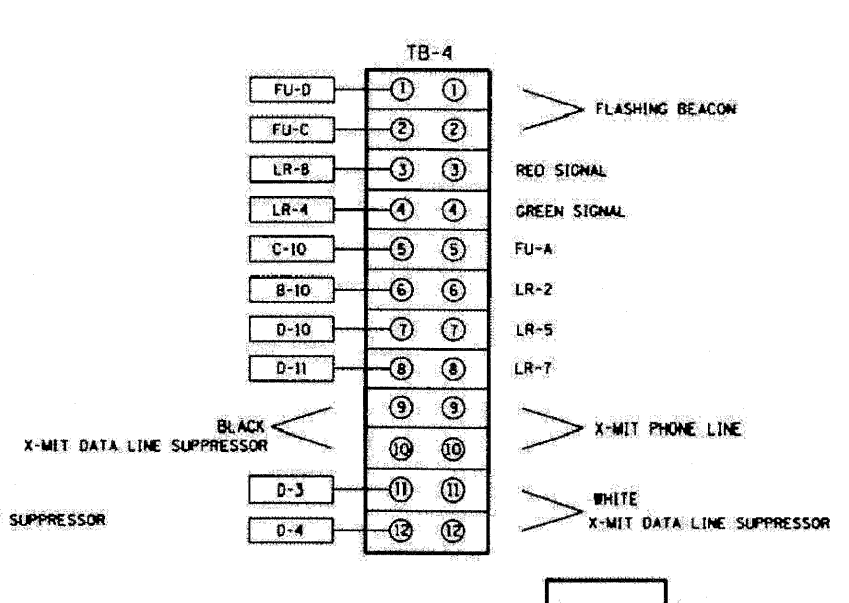 TB-4
FU-D 1 1
FLASHING BEACON
FU-C 2 2
LR-8 3 3 RED SIGNAL
LR-4 4 4 GREEN SIGNAL
C-10 5 5 FU-A
B-10 6 6 LR-2
D-10 7 7 LR-5
D-11 8 8 LR-7
9 9
BLACK
X-MIT DATA LINE SUPPRESSOR
X-MIT PHONE LINE
10 10
D-3 11 11
WHITE
X-MIT DATA LINE SUPPRESSOR
SUPPRESSOR
D-4 12 12